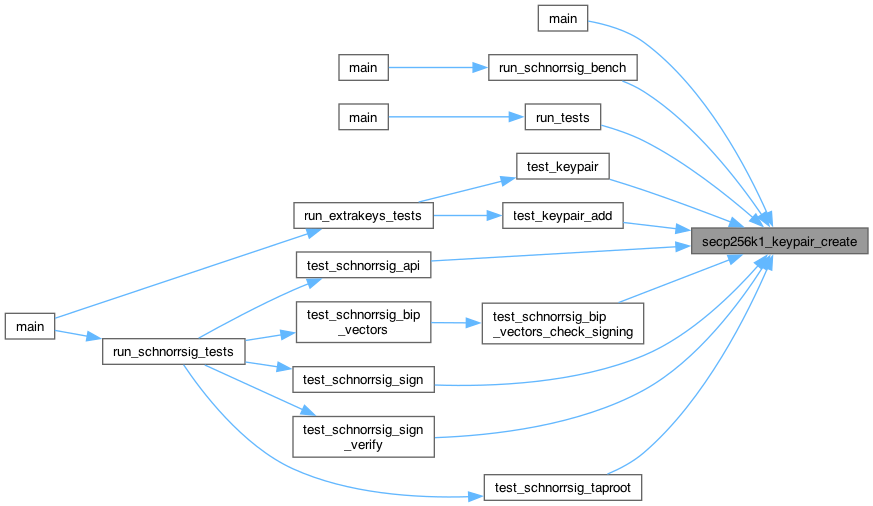 main
main
run_schnorrsig_bench
main
run_tests
test_keypair
run_extrakeys_tests
test_keypair_add
secp256k1_keypair_create
test_schnorrsig_api
main
test_schnorrsig_bip
_vectors
test_schnorrsig_bip
_vectors_check_signing
run_schnorrsig_tests
test_schnorrsig_sign
test_schnorrsig_sign
_verify
test_schnorrsig_taproot